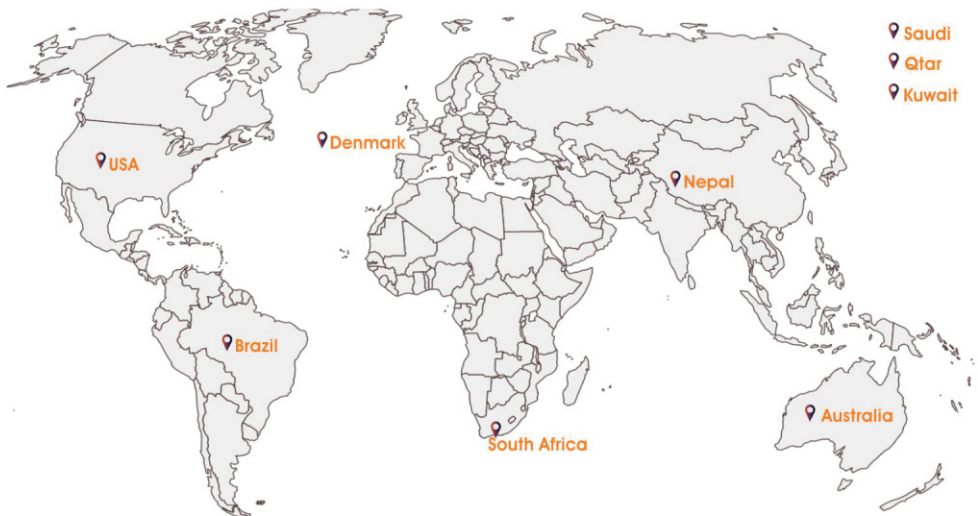 Saudi
Qtar
Kuwait
Denmark
USA
Nepal
Brazil
Australia
South Africa